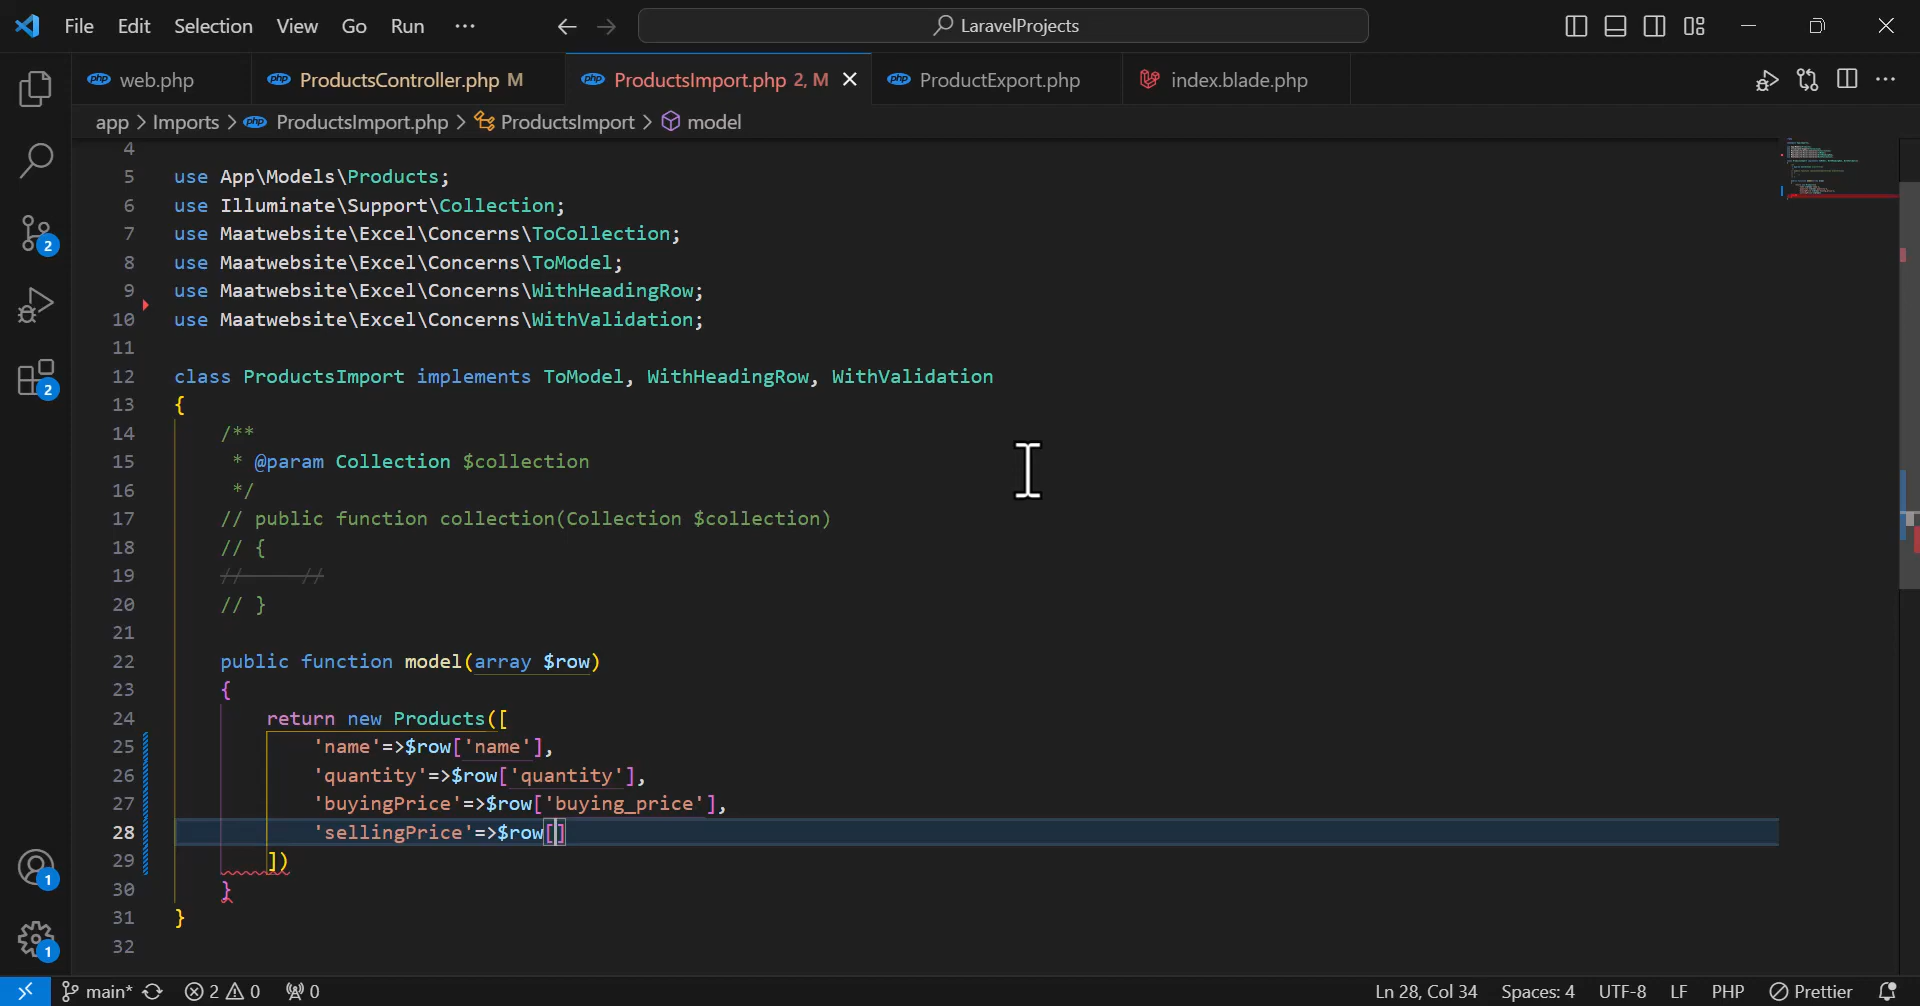 File Edit Selection View Go Run ··· LaravelProjects
web.php ProductsController.php M ProductsImport.php 2, M ProductExport.php index.blade.php
app > Imports > ProductsImport.php > ProductsImport > model
4
5 use App\Models\Products;
6 use Illuminate\Support\Collection;
7 use Maatwebsite\Excel\Concerns\ToCollection;
8 use Maatwebsite\Excel\Concerns\ToModel;
9 use Maatwebsite\Excel\Concerns\WithHeadingRow;
10 use Maatwebsite\Excel\Concerns\WithValidation;
11
12 class ProductsImport implements ToModel, WithHeadingRow, WithValidation
13 {
14 /**
15 * @param Collection $collection
16 */
17 // public function collection(Collection $collection)
18 // {
19 // //
20 // }
21
22 public function model(array $row)
23 {
24 return new Products([
25 'name'=>$row['name'],
26 'quantity'=>$row['quantity'],
27 'buyingPrice'=>$row['buying_price'],
28 'sellingPrice'=>$row[]
29 ])
30 }
31 }
32
2
2
1
1
main* 2 0 0 Ln 28, Col 34 Spaces: 4 UTF-8 LF PHP Prettier